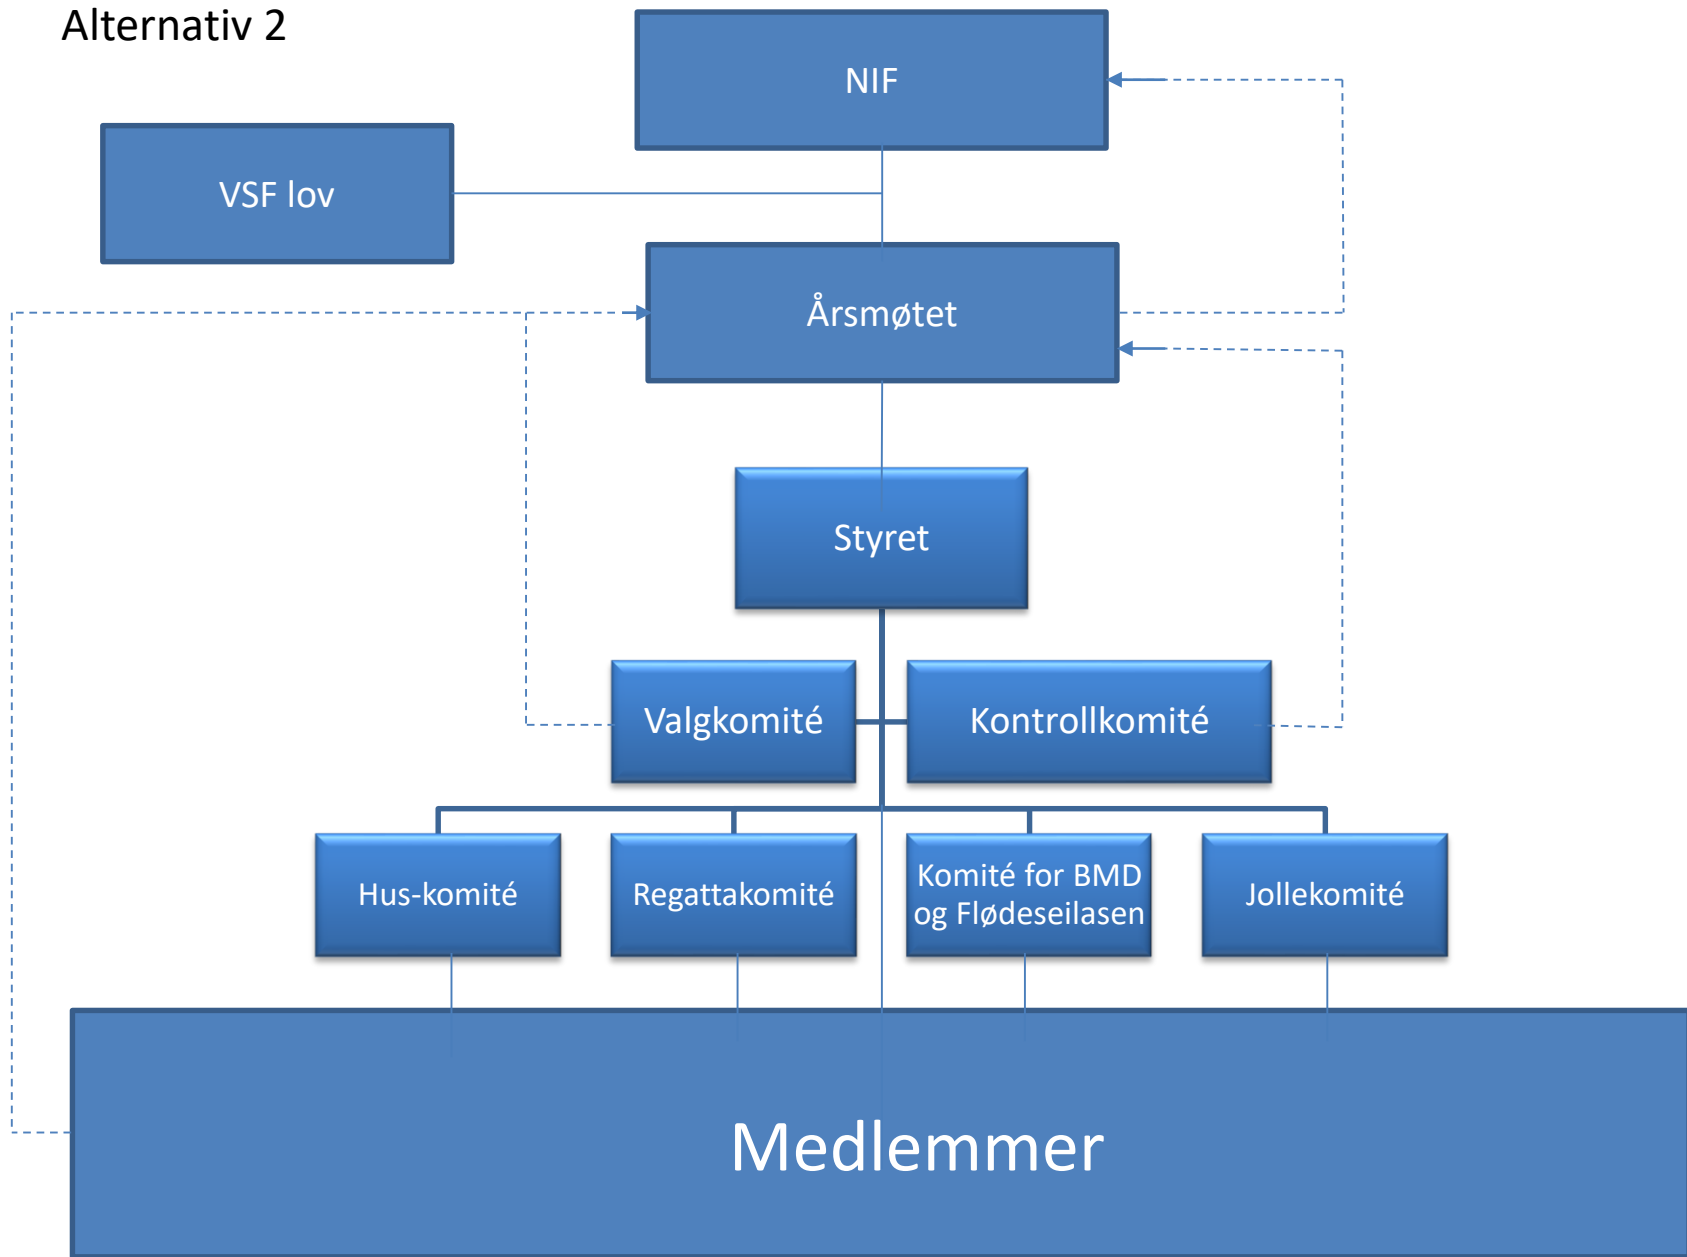 Alternativ 2
NIF
VSF lov
Årsmøtet
Styret
Valgkomité
Kontrollkomité
Hus-komité
Regattakomité
Komité for BMD
og Flødeseilasen
Jollekomité
Medlemmer